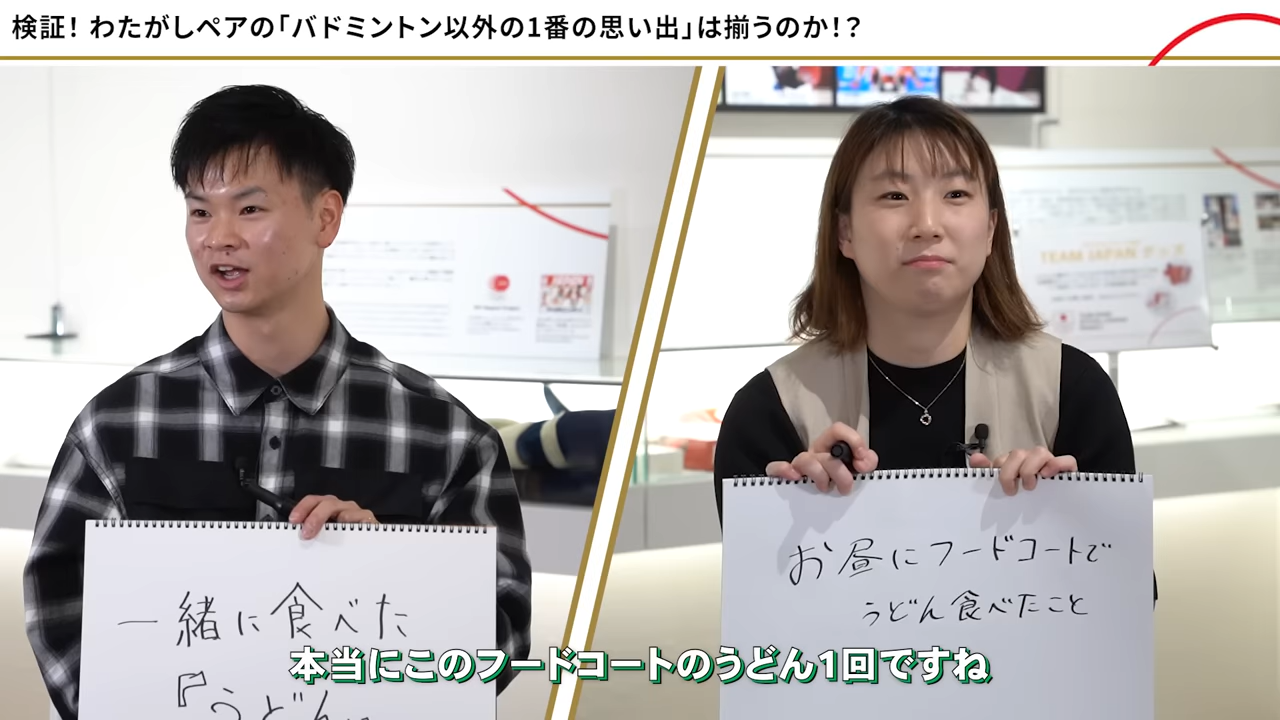 検証！わたがしペアの「バドミントン以外の1番の思い出」は揃うのか！？
TEAM JAPAN グッズ
一緒に食べた
『うどん
お昼にフードコートで
うどん食べたこと
本当にこのフードコートのうどん1回ですね